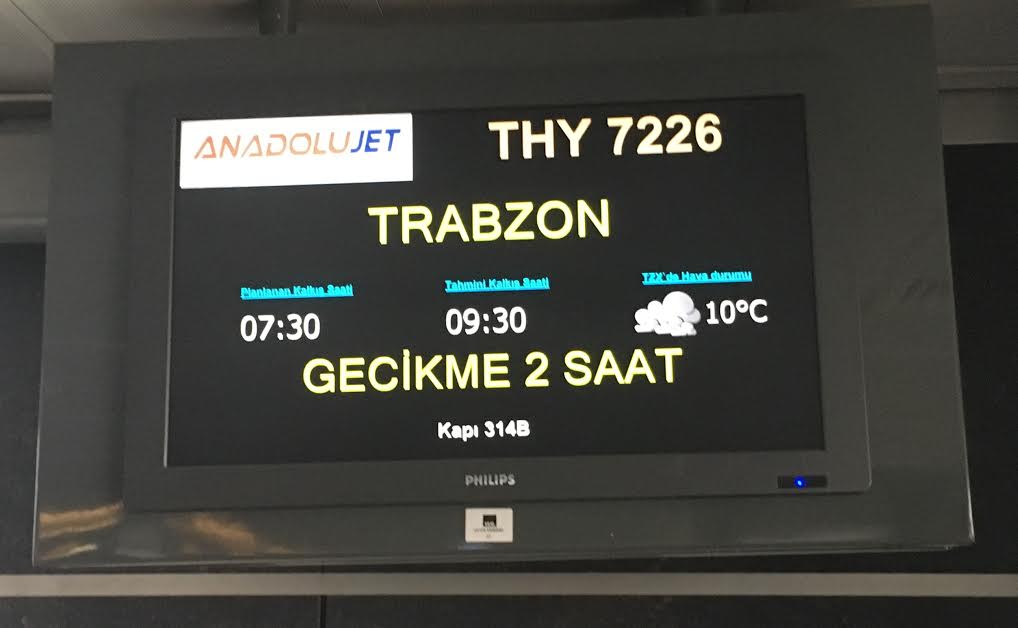 ANADOLUJET
THY 7226
TRABZON
Planlanan Kalkış Saati
Tahmini Kalkış Saati
TZX'de Hava durumu
07:30
09:30
10°C
GECİKME 2 SAAT
Kapı 314B
PHILIPS